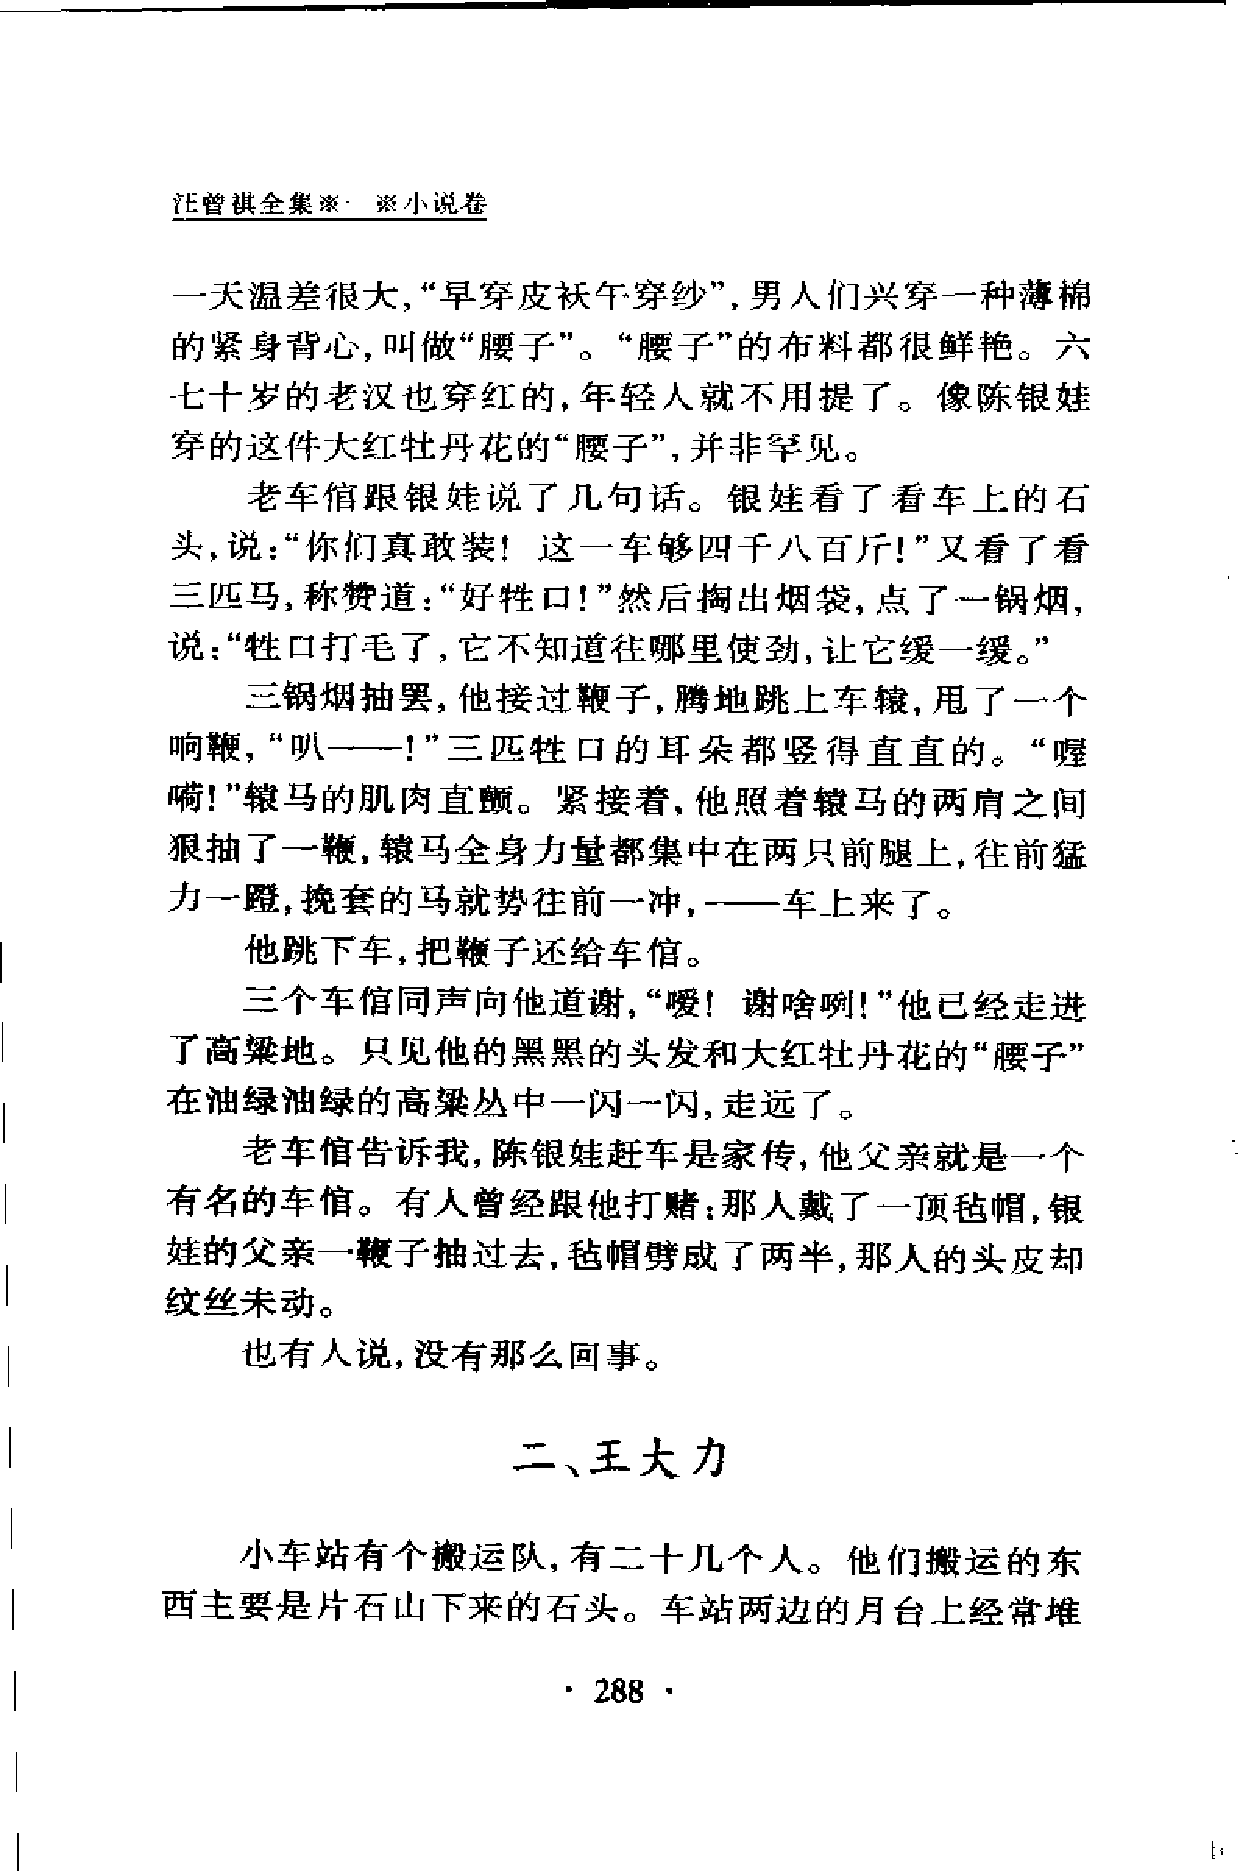 汪曾祺全集※一※小说卷
一天温差很大,“早穿皮袄午穿纱”,男人们兴穿一种薄棉
的紧身背心,叫做“腰子”。“腰子”的布料都很鲜艳。六
七十岁的老汉也穿红的,年轻人就不用提了。像陈银娃
穿的这件大红牡丹花的“腰子”,并非罕见。
老车倌跟银娃说了几句话。银娃看了看车上的石
头,说:“你们真敢装! 这一车够四千八百斤!”又看了看
三匹马,称赞道:“好牲口!”然后掏出烟袋,点了一锅烟,
说:“牲口打毛了,它不知道往哪里使劲,让它缓一缓。”
三锅烟抽罢,他接过鞭子,腾地跳上车辕,甩了一个
响鞭,“叭——!”三匹牲口的耳朵都竖得直直的。“喔
嗬!”辕马的肌肉直颤。紧接着,他照着辕马的两肩之间
狠抽了一鞭,辕马全身力量都集中在两只前腿上,往前猛
力一蹬,挽套的马就势往前一冲,——车上来了。
他跳下车,把鞭子还给车倌。
三个车倌同声向他道谢,“嗳! 谢啥咧!”他已经走进
了高粱地。只见他的黑黑的头发和大红牡丹花的“腰子”
在油绿油绿的高粱丛中一闪一闪,走远了。
老车倌告诉我,陈银娃赶车是家传,他父亲就是一个
有名的车倌。有人曾经跟他打赌:那人戴了一顶毡帽,银
娃的父亲一鞭子抽过去,毡帽劈成了两半,那人的头皮却
纹丝未动。
也有人说,没有那么回事。
二、王大力
小车站有个搬运队,有二十几个人。他们搬运的东
西主要是片石山下来的石头。车站两边的月台上经常堆
· 288 ·